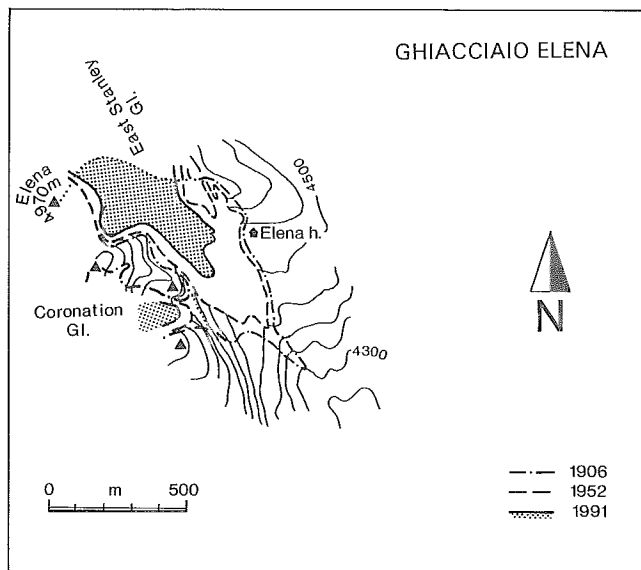 GHIACCIAIO ELENA
East Stanley
Gl.
Elena
4970m
4500
Elena h.
Coronation
Gl.
N
4300
0 m 500
1906
1952
1991